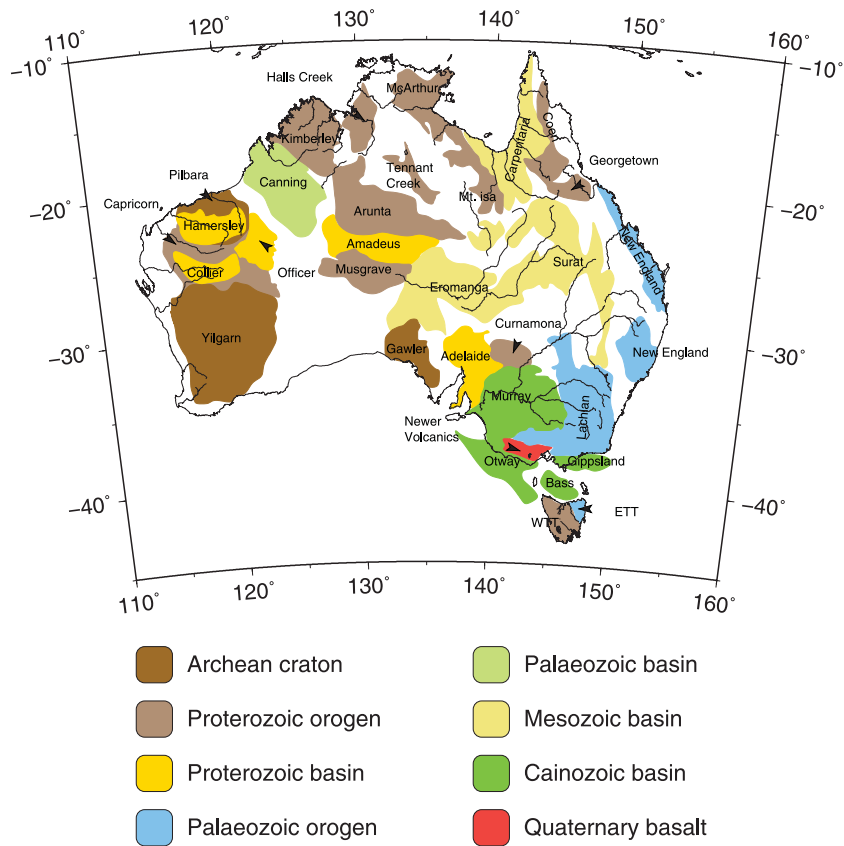 110° 120° 130° 140° 150° 160°
−10° −10°
Halls Creek
McArthur
Kimberley
Carpentaria
Coen
Georgetown
Pilbara
Canning
Tennant
Creek
Mt. isa
Capricorn
−20° −20°
Hamersley
Arunta
New England
Amadeus
Collier
Officer
Musgrave
Surat
Eromanga
Yilgarn
Curnamona
−30° −30°
Gawler
Adelaide
New England
Murray
Lachlan
Newer
Volcanics
Otway
Gippsland
Bass
−40° −40°
WTT
ETT
110° 120° 130° 140° 150° 160°
Archean craton
Proterozoic orogen
Proterozoic basin
Palaeozoic orogen
Palaeozoic basin
Mesozoic basin
Cainozoic basin
Quaternary basalt